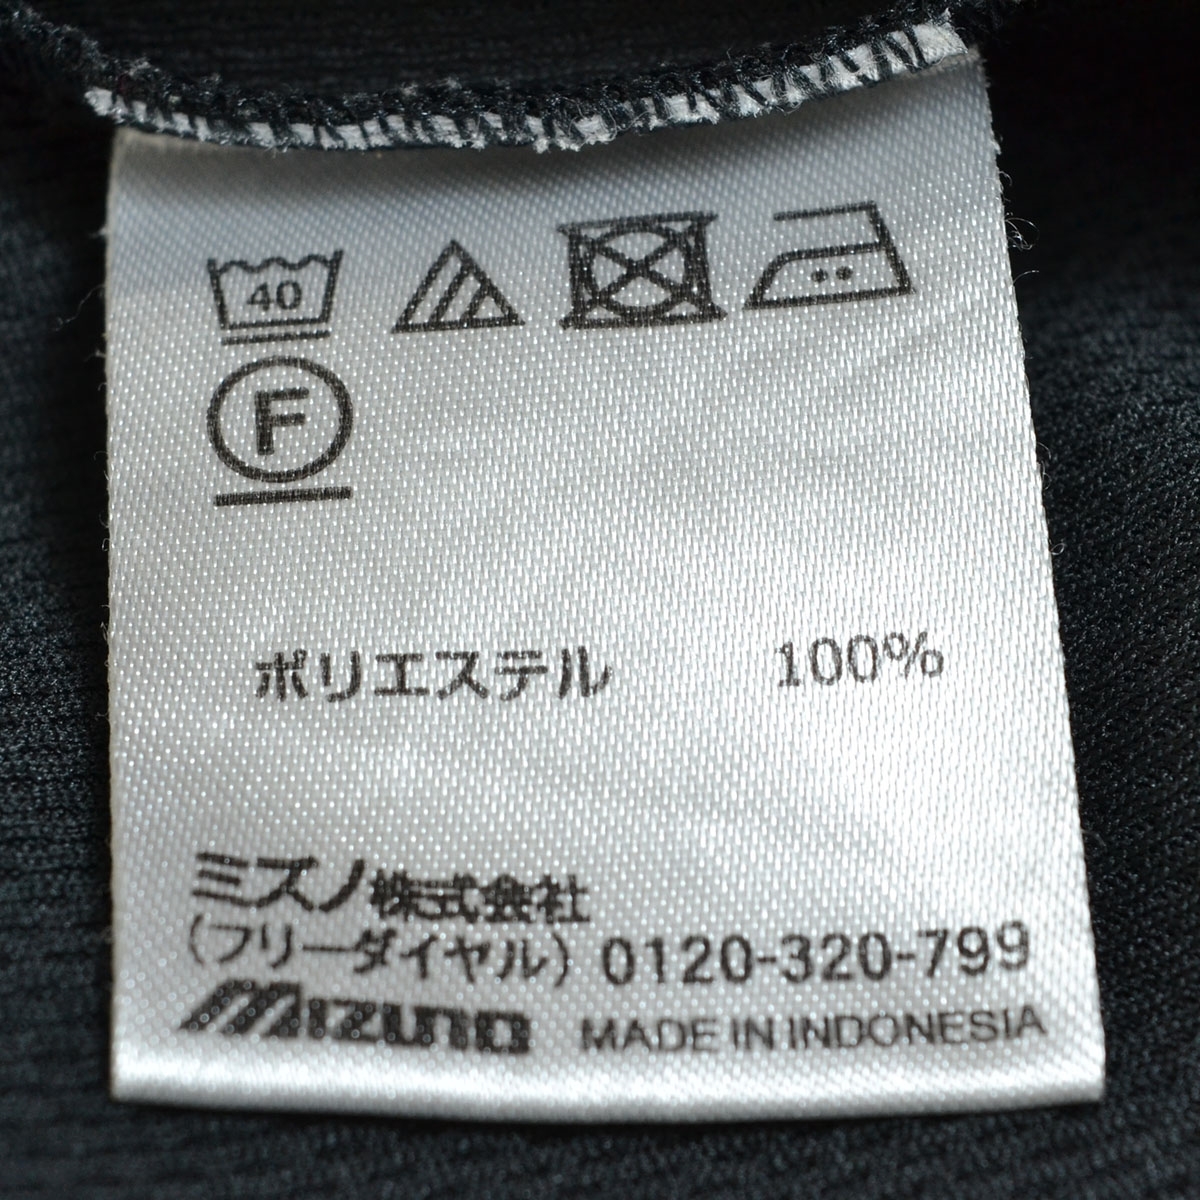 40
F
ポリエステル 100%
ミズノ株式会社
(フリーダイヤル) 0120-320-799
MIZUNO MADE IN INDONESIA